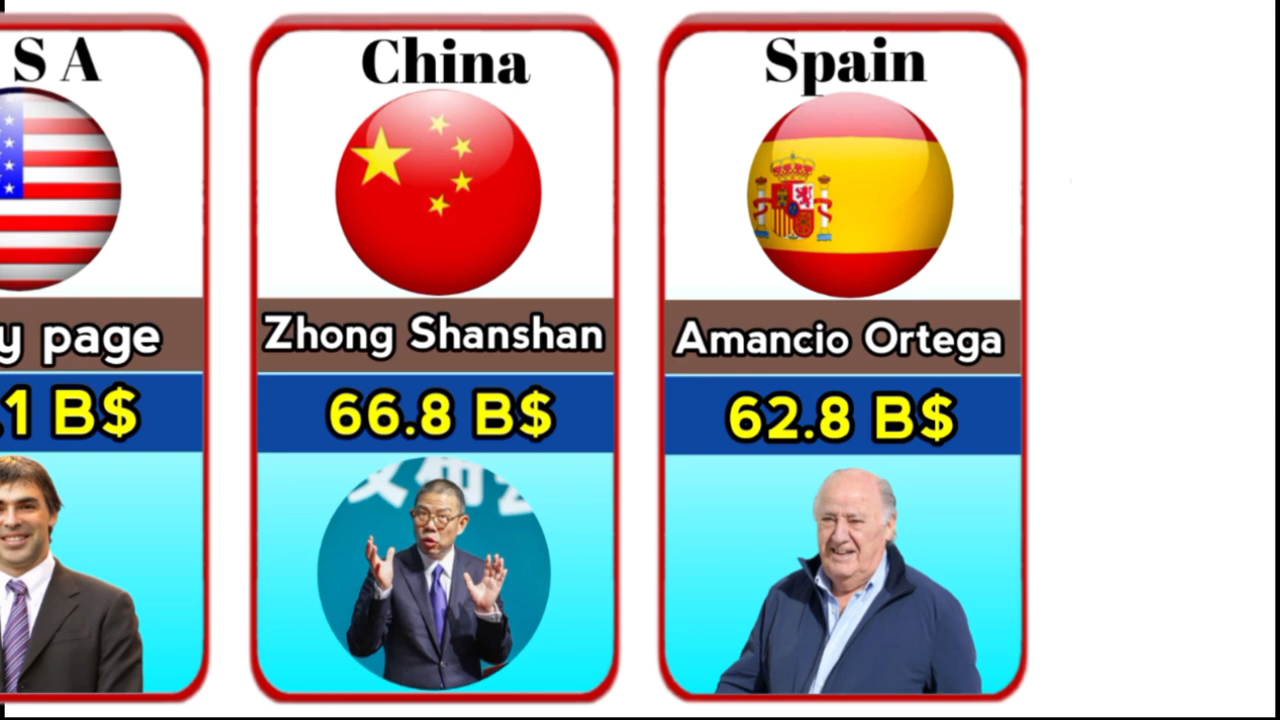 S A
y page
.1 B$
China
Zhong Shanshan
66.8 B$
Spain
Amancio Ortega
62.8 B$